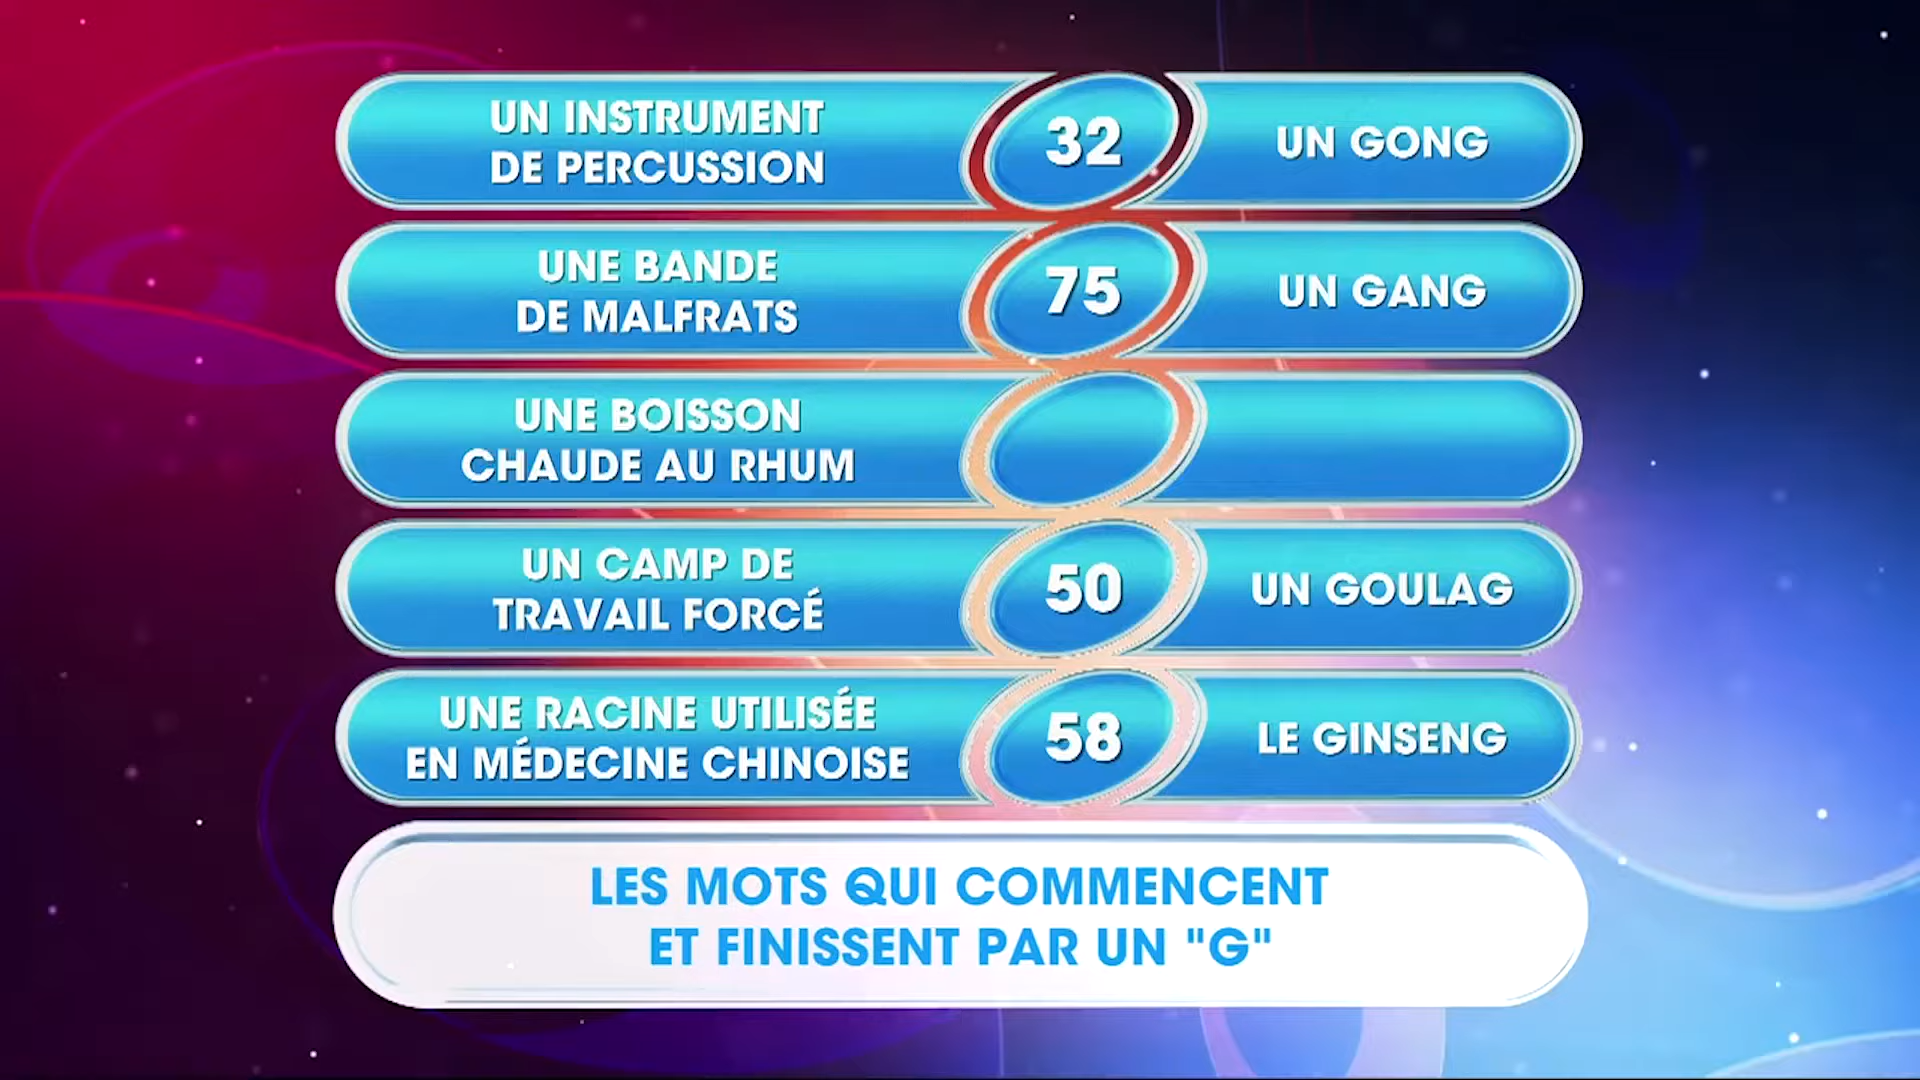 UN INSTRUMENT
DE PERCUSSION
32
UN GONG
UNE BANDE
DE MALFRATS
75
UN GANG
UNE BOISSON
CHAUDE AU RHUM
UN CAMP DE
TRAVAIL FORCÉ
50
UN GOULAG
UNE RACINE UTILISÉE
EN MÉDECINE CHINOISE
58
LE GINSENG
LES MOTS QUI COMMENCENT
ET FINISSENT PAR UN "G"